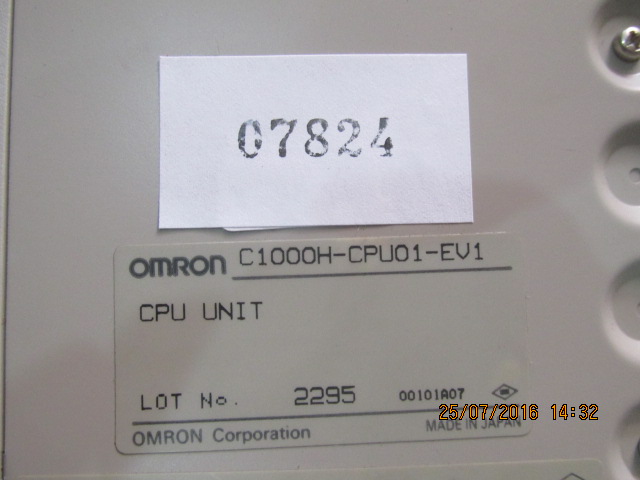 07824
OMRON C1000H-CPU01-EV1
CPU UNIT
LOT No. 2295 00101A07
25/07/2016 14:32
OMRON Corporation MADE IN JAPAN